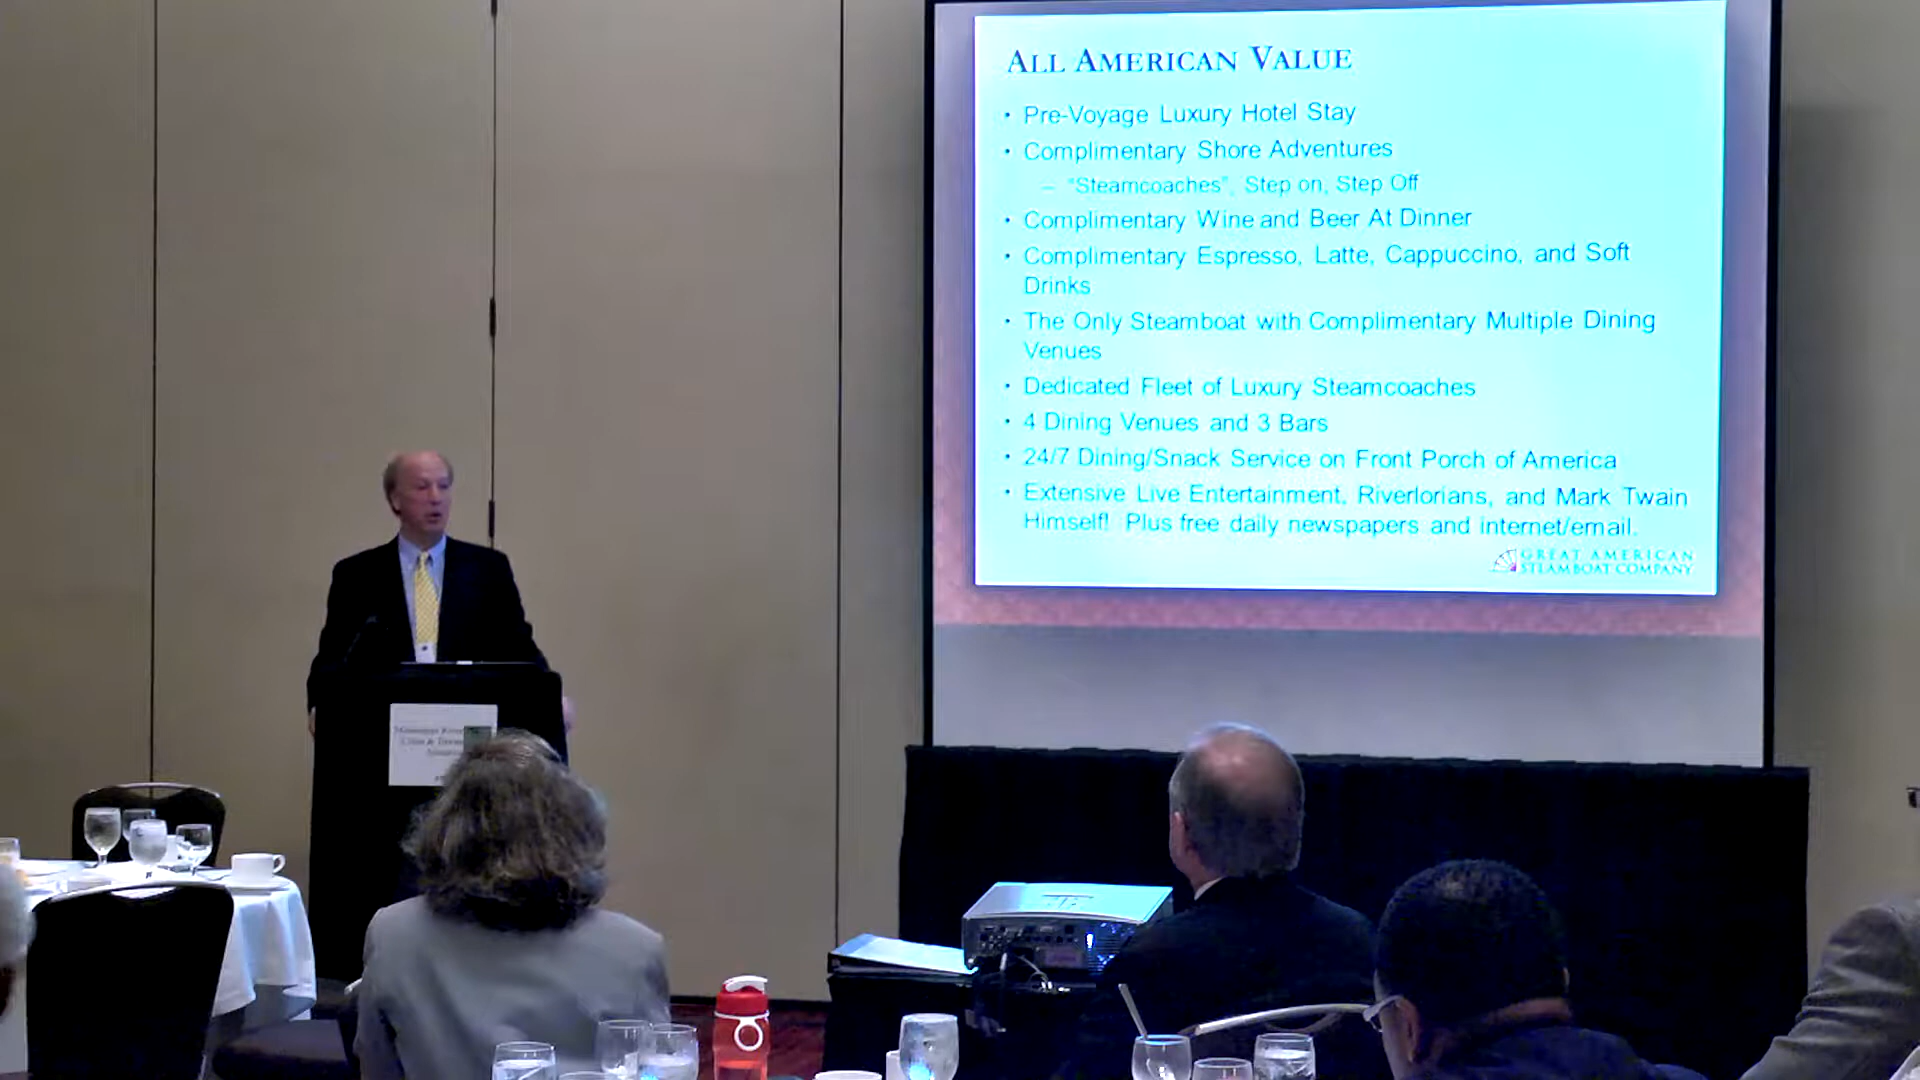 ALL AMERICAN VALUE
• Pre-Voyage Luxury Hotel Stay
• Complimentary Shore Adventures
– "Steamcoaches", Step on, Step Off
• Complimentary Wine and Beer At Dinner
• Complimentary Espresso, Latte, Cappuccino, and Soft
Drinks
• The Only Steamboat with Complimentary Multiple Dining
Venues
• Dedicated Fleet of Luxury Steamcoaches
• 4 Dining Venues and 3 Bars
• 24/7 Dining/Snack Service on Front Porch of America
• Extensive Live Entertainment, Riverlorians, and Mark Twain
Himself! Plus free daily newspapers and internet/email.
GREAT AMERICAN
STEAMBOAT COMPANY
Mississippi River
Cities & Towns